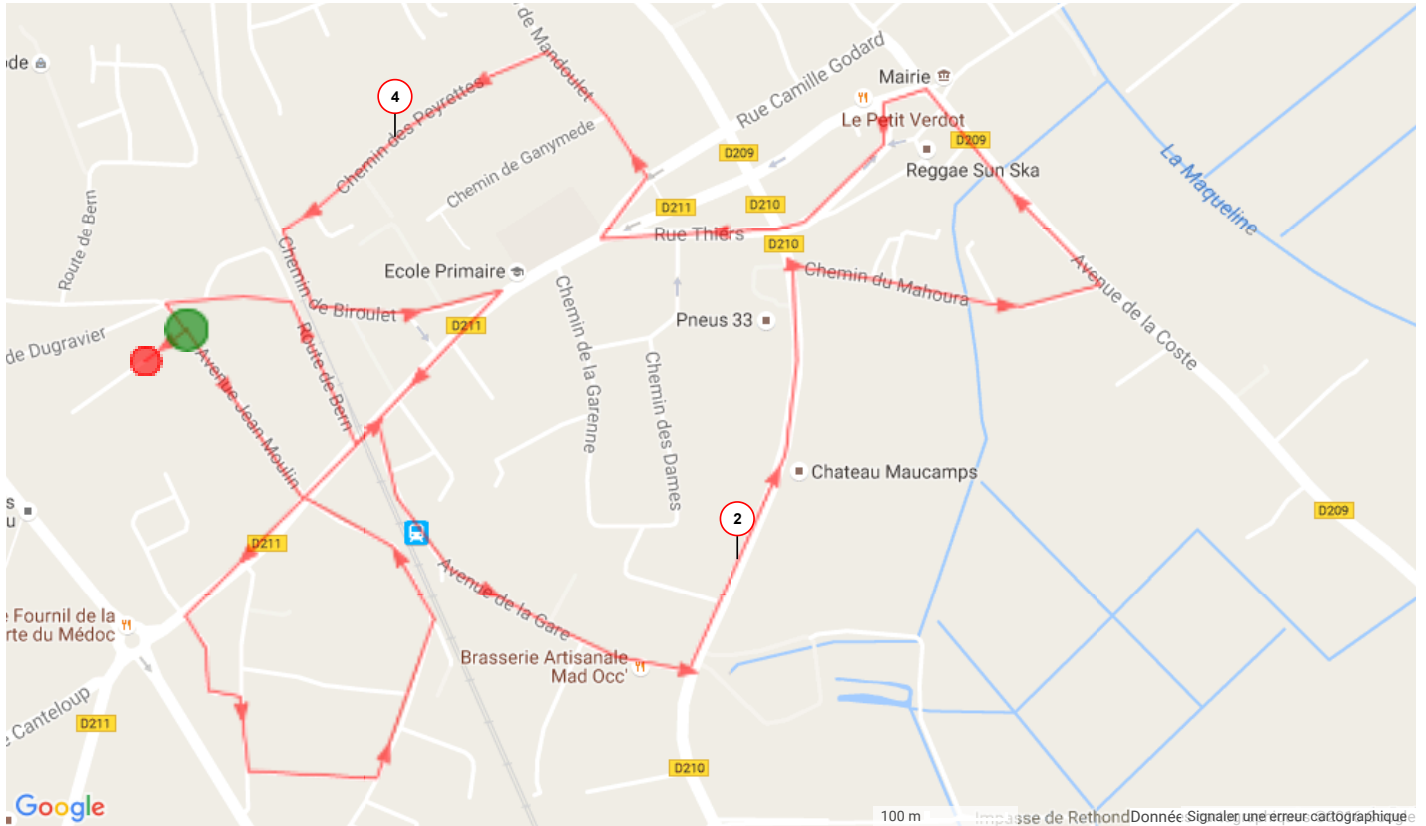 de Mandoulet
ode
Rue Camille Godard
Mairie
4
Chemin des Peyrettes
Le Petit Verdot
D209
D209
Reggae Sun Ska
La Maqueline
Chemin de Ganymede
Route de Bern
D211
D210
Rue Thiers
D210
Chemin de Biroulet
Ecole Primaire
Chemin du Mahoura
Avenue de la Coste
D211
Pneus 33
de Dugravier
Route de Bern
Chemin de la Garenne
Chemin des Dames
Avenue Jean Moulin
Chateau Maucamps
s
u
2
D209
D211
Avenue de la Gare
Fournil de la
rte du Médoc
Brasserie Artisanale
Mad Occ'
Canteloup
D211
D210
Google
100 m
Impasse de Rethond
Donnée
Signaler une erreur cartographique